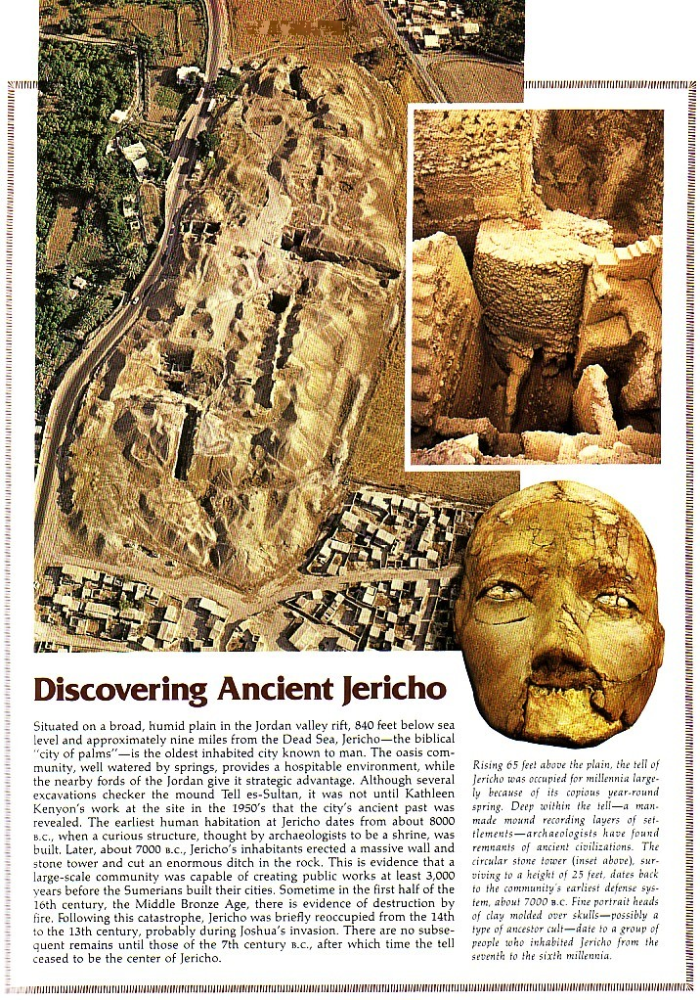 Discovering Ancient Jericho
Situated on a broad, humid plain in the Jordan valley rift, 840 feet below sea
level and approximately nine miles from the Dead Sea, Jericho—the biblical
"city of palms"—is the oldest inhabited city known to man. The oasis com-
munity, well watered by springs, provides a hospitable environment, while
the nearby fords of the Jordan give it strategic advantage. Although several
excavations checker the mound Tell es-Sultan, it was not until Kathleen
Kenyon's work at the site in the 1950's that the city's ancient past was
revealed. The earliest human habitation at Jericho dates from about 8000
B.C., when a curious structure, thought by archaeologists to be a shrine, was
built. Later, about 7000 B.C., Jericho's inhabitants erected a massive wall and
stone tower and cut an enormous ditch in the rock. This is evidence that a
large-scale community was capable of creating public works at least 3,000
years before the Sumerians built their cities. Sometime in the first half of the
16th century, the Middle Bronze Age, there is evidence of destruction by
fire. Following this catastrophe, Jericho was briefly reoccupied from the 14th
to the 13th century, probably during Joshua's invasion. There are no subse-
quent remains until those of the 7th century B.C., after which time the tell
ceased to be the center of Jericho.
Rising 65 feet above the plain, the tell of
Jericho was occupied for millennia large-
ly because of its copious year-round
spring. Deep within the tell—a man-
made mound recording layers of set-
tlements—archaeologists have found
remnants of ancient civilizations. The
circular stone tower (inset above), sur-
viving to a height of 25 feet, dates back
to the community's earliest defense sys-
tem, about 7000 B.C. Fine portrait heads
of clay molded over skulls—possibly a
type of ancestor cult—date to a group of
people who inhabited Jericho from the
seventh to the sixth millennia.